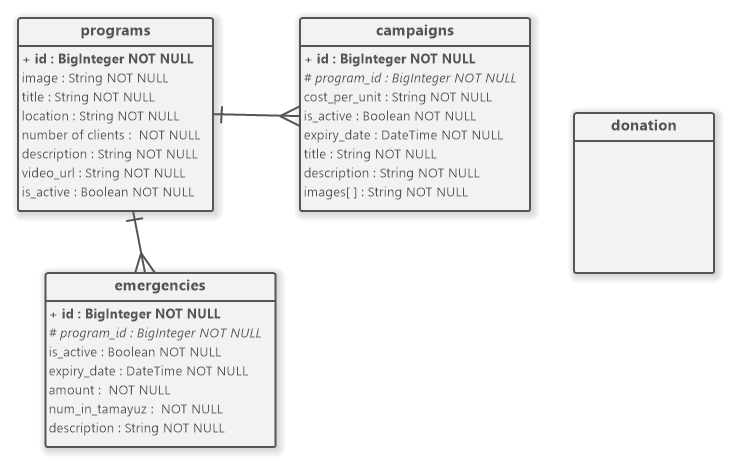 programs
+ id : BigInteger NOT NULL
image : String NOT NULL
title : String NOT NULL
location : String NOT NULL
number of clients :  NOT NULL
description : String NOT NULL
video_url : String NOT NULL
is_active : Boolean NOT NULL
campaigns
+ id : BigInteger NOT NULL
# program_id : BigInteger NOT NULL
cost_per_unit : String NOT NULL
is_active : Boolean NOT NULL
expiry_date : DateTime NOT NULL
title : String NOT NULL
description : String NOT NULL
images[ ] : String NOT NULL
donation
emergencies
+ id : BigInteger NOT NULL
# program_id : BigInteger NOT NULL
is_active : Boolean NOT NULL
expiry_date : DateTime NOT NULL
amount :  NOT NULL
num_in_tamayuz :  NOT NULL
description : String NOT NULL